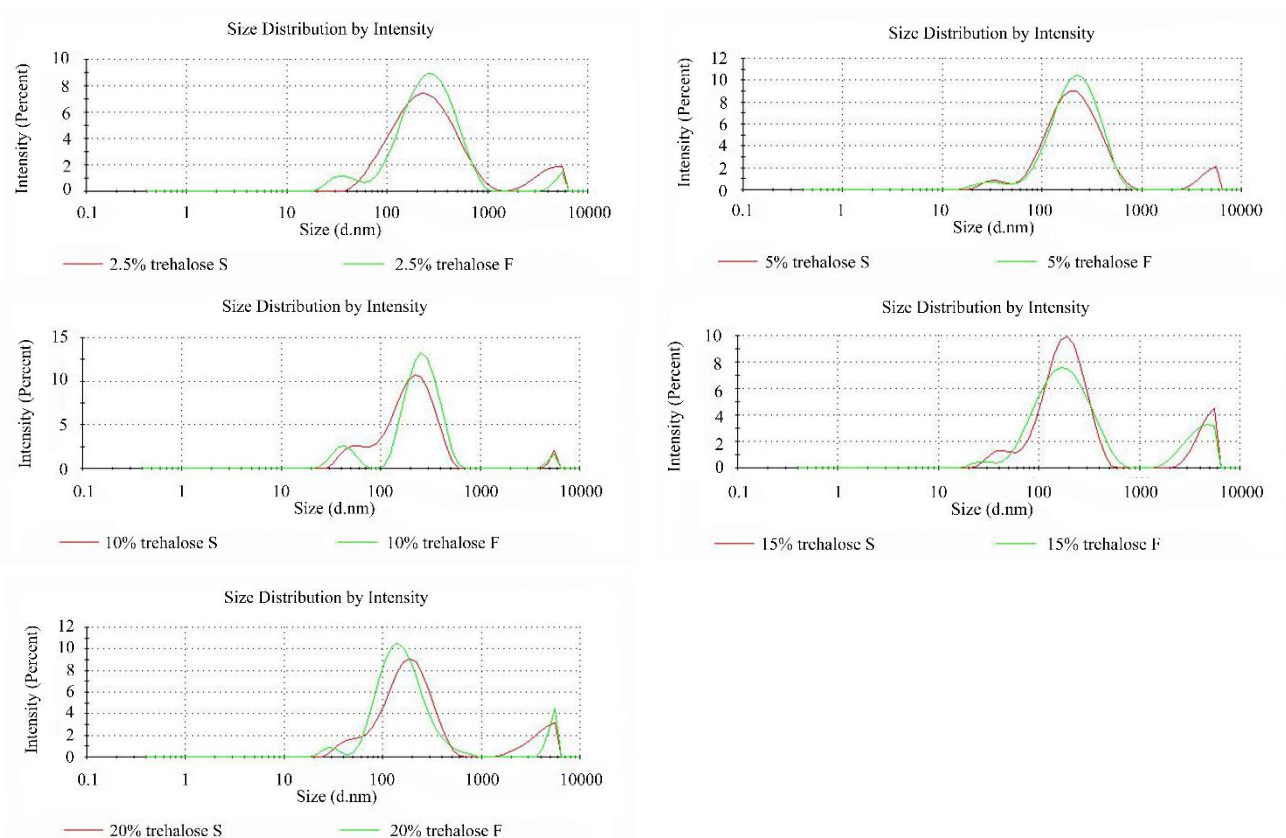 Size Distribution by Intensity
Intensity (Percent)
10
8
6
4
2
0
0.1 1 10 100 1000 10000
Size (d.nm)
2.5% trehalose S 2.5% trehalose F
Size Distribution by Intensity
Intensity (Percent)
12
10
8
6
4
2
0
0.1 1 10 100 1000 10000
Size (d.nm)
5% trehalose S 5% trehalose F
Size Distribution by Intensity
Intensity (Percent)
15
10
5
0
0.1 1 10 100 1000 10000
Size (d.nm)
10% trehalose S 10% trehalose F
Size Distribution by Intensity
Intensity (Percent)
10
8
6
4
2
0
0.1 1 10 100 1000 10000
Size (d.nm)
15% trehalose S 15% trehalose F
Size Distribution by Intensity
Intensity (Percent)
12
10
8
6
4
2
0
0.1 1 10 100 1000 10000
Size (d.nm)
20% trehalose S 20% trehalose F